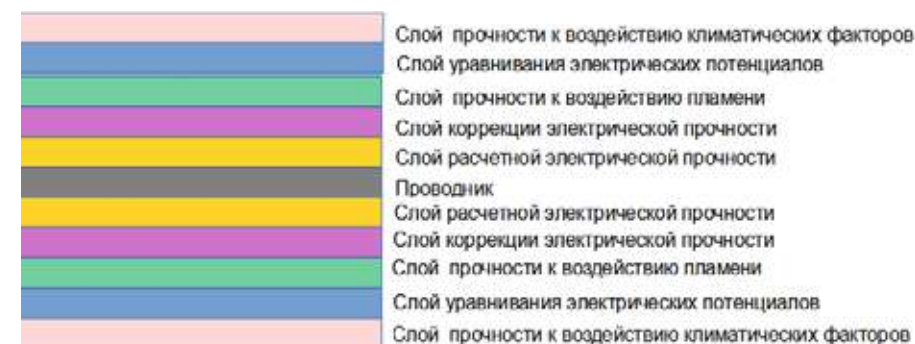 Слой прочности к воздействию климатических факторов
Слой уравнивания электрических потенциалов
Слой прочности к воздействию пламени
Слой коррекции электрической прочности
Слой расчетной электрической прочности
Проводник
Слой расчетной электрической прочности
Слой коррекции электрической прочности
Слой прочности к воздействию пламени
Слой уравнивания электрических потенциалов
Слой прочности к воздействию климатических факторов